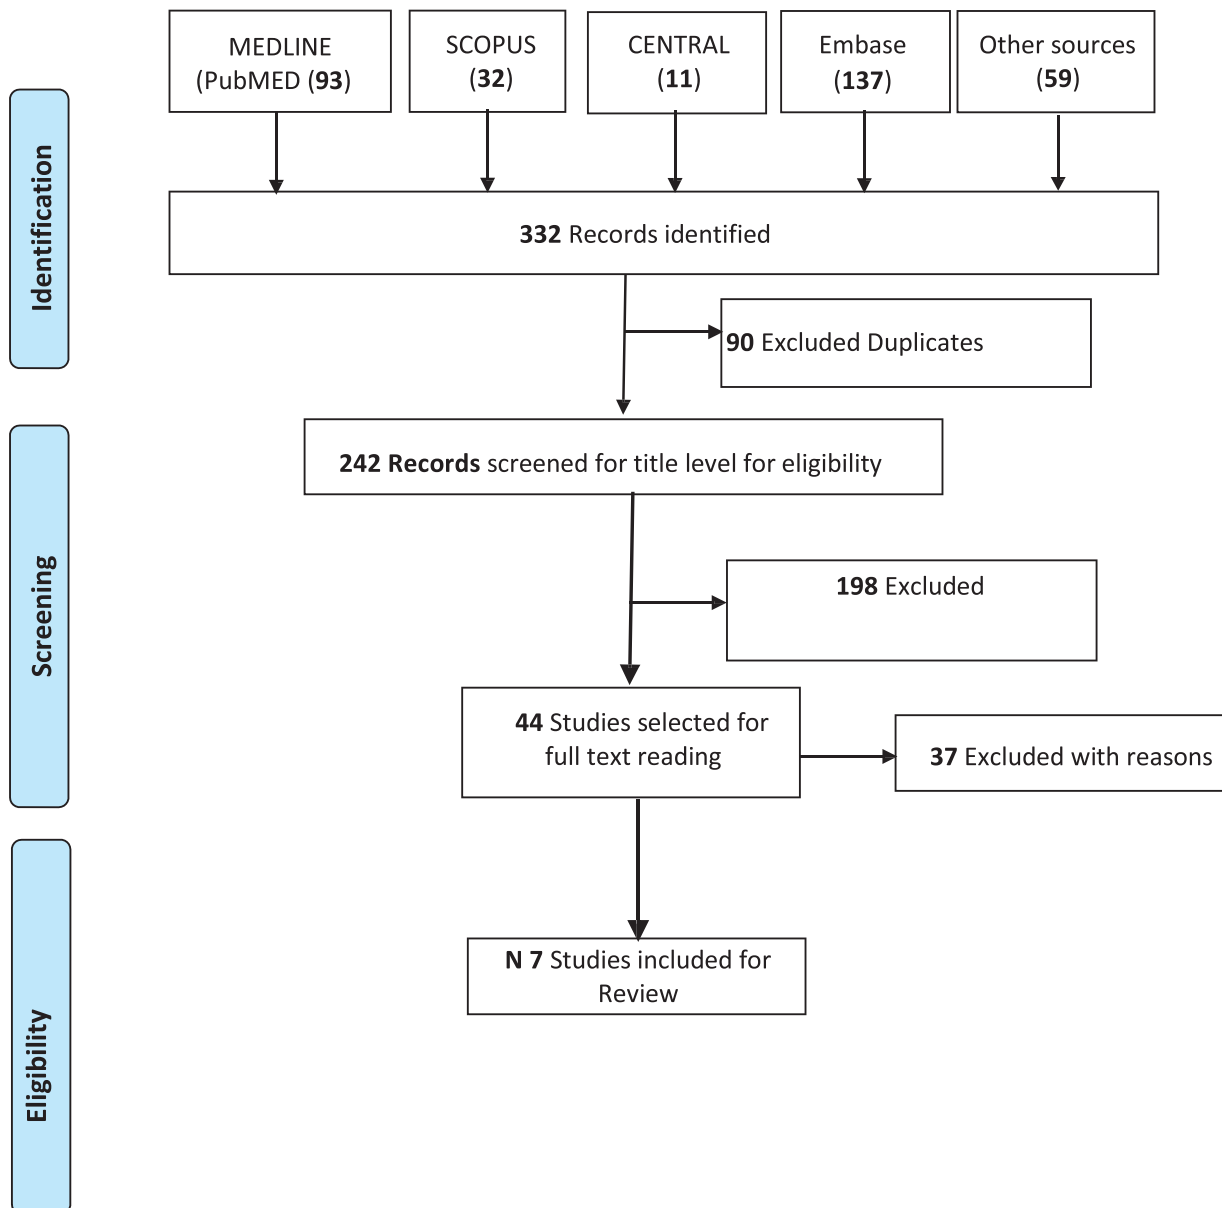 MEDLINE
(PubMED (93)
SCOPUS
(32)
CENTRAL
(11)
Embase
(137)
Other sources
(59)
Identification
332 Records identified
90 Excluded Duplicates
242 Records screened for title level for eligibility
Screening
198 Excluded
44 Studies selected for
full text reading
37 Excluded with reasons
Eligibility
N 7 Studies included for
Review